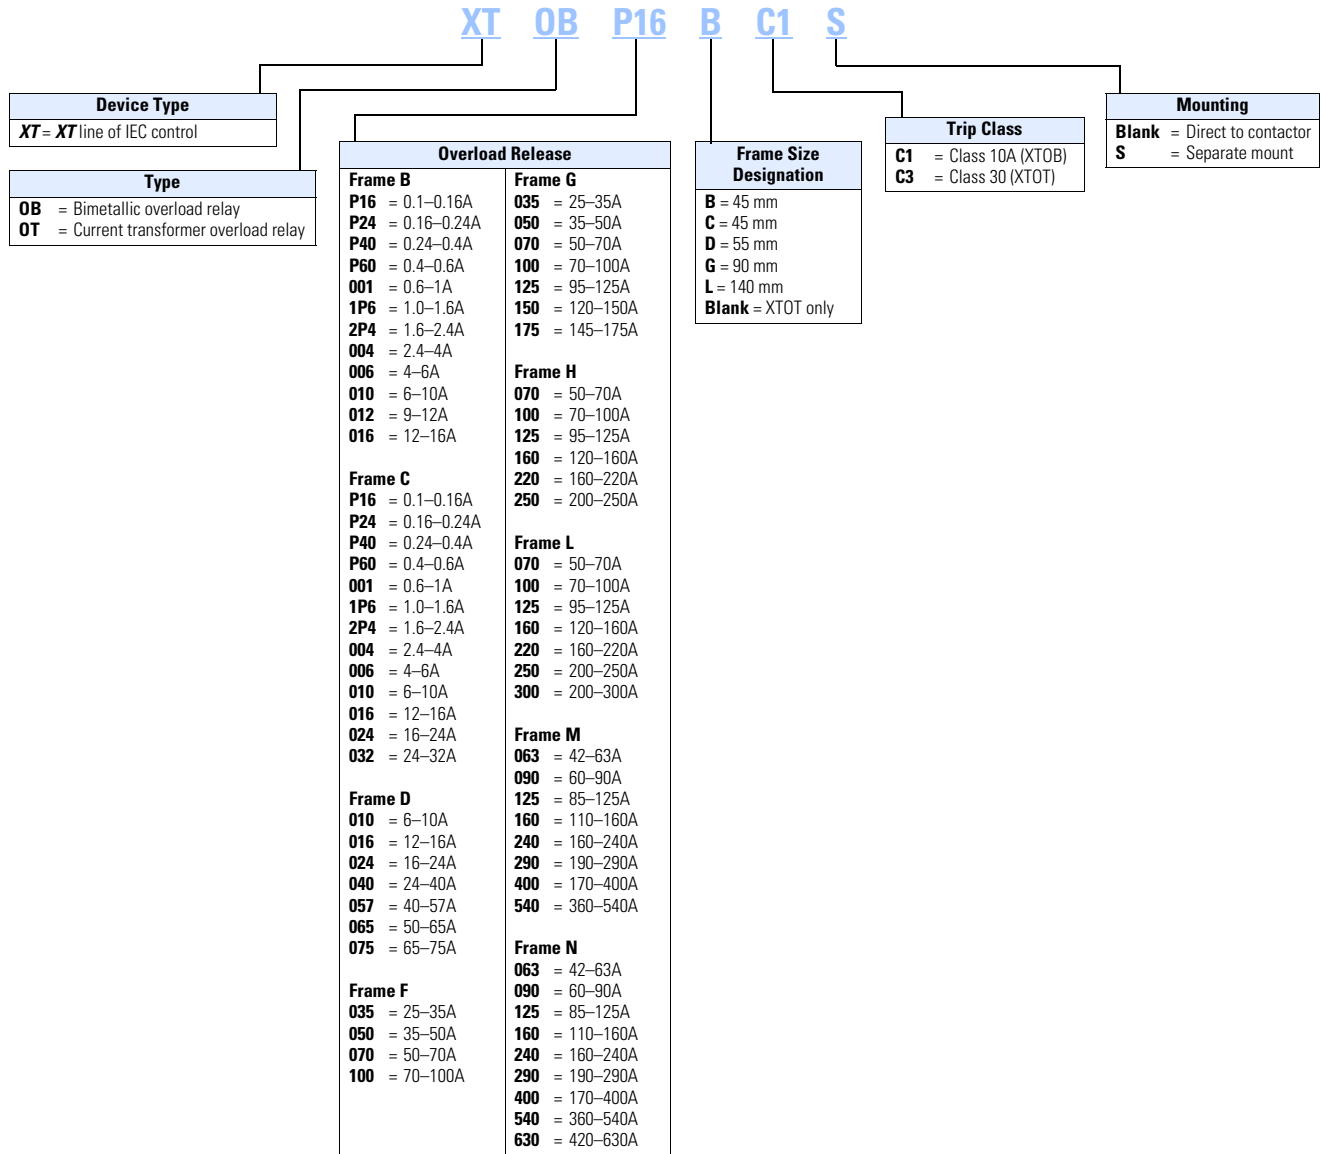 XT OB P16 B C1 S
Device Type
XT = XT line of IEC control
Type
OB = Bimetallic overload relay
OT = Current transformer overload relay
Overload Release
Frame B
P16 = 0.1–0.16A
P24 = 0.16–0.24A
P40 = 0.24–0.4A
P60 = 0.4–0.6A
001 = 0.6–1A
1P6 = 1.0–1.6A
2P4 = 1.6–2.4A
004 = 2.4–4A
006 = 4–6A
010 = 6–10A
012 = 9–12A
016 = 12–16A
Frame C
P16 = 0.1–0.16A
P24 = 0.16–0.24A
P40 = 0.24–0.4A
P60 = 0.4–0.6A
001 = 0.6–1A
1P6 = 1.0–1.6A
2P4 = 1.6–2.4A
004 = 2.4–4A
006 = 4–6A
010 = 6–10A
016 = 12–16A
024 = 16–24A
032 = 24–32A
Frame D
010 = 6–10A
016 = 12–16A
024 = 16–24A
040 = 24–40A
057 = 40–57A
065 = 50–65A
075 = 65–75A
Frame F
035 = 25–35A
050 = 35–50A
070 = 50–70A
100 = 70–100A
Frame G
035 = 25–35A
050 = 35–50A
070 = 50–70A
100 = 70–100A
125 = 95–125A
150 = 120–150A
175 = 145–175A
Frame H
070 = 50–70A
100 = 70–100A
125 = 95–125A
160 = 120–160A
220 = 160–220A
250 = 200–250A
Frame L
070 = 50–70A
100 = 70–100A
125 = 95–125A
160 = 120–160A
220 = 160–220A
250 = 200–250A
300 = 200–300A
Frame M
063 = 42–63A
090 = 60–90A
125 = 85–125A
160 = 110–160A
240 = 160–240A
290 = 190–290A
400 = 170–400A
540 = 360–540A
Frame N
063 = 42–63A
090 = 60–90A
125 = 85–125A
160 = 110–160A
240 = 160–240A
290 = 190–290A
400 = 170–400A
540 = 360–540A
630 = 420–630A
Frame Size
Designation
B = 45 mm
C = 45 mm
D = 55 mm
G = 90 mm
L = 140 mm
Blank = XTOT only
Trip Class
C1 = Class 10A (XTOB)
C3 = Class 30 (XTOT)
Mounting
Blank = Direct to contactor
S = Separate mount